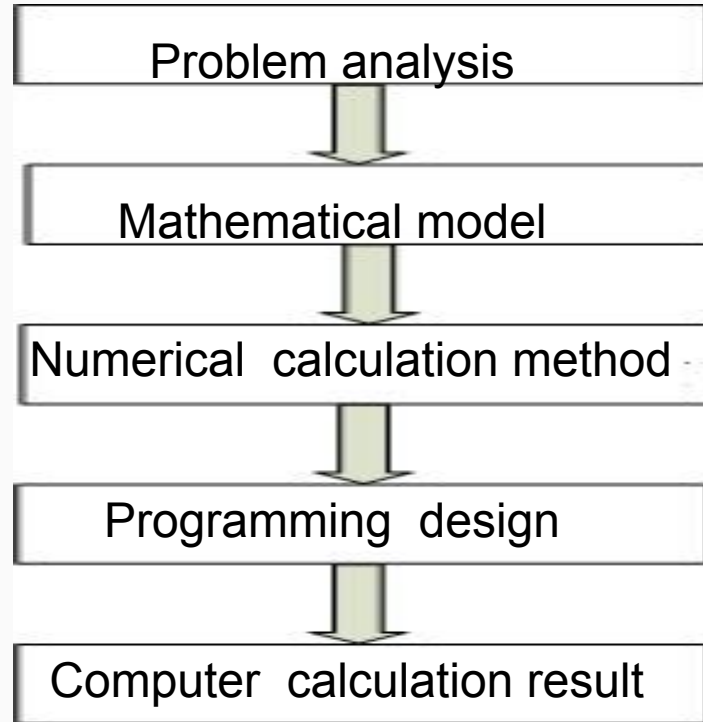 Problem analysis
Mathematical model
Numerical calculation method
Programming design
Computer calculation result